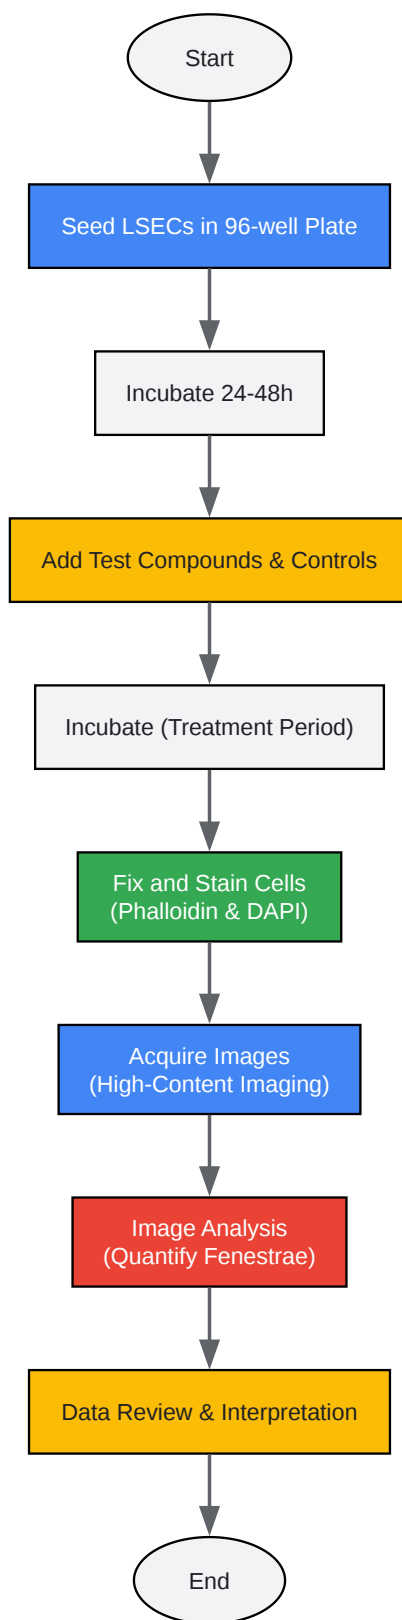 Start
Seed LSECs in 96-well Plate
Incubate 24-48h
Add Test Compounds & Controls
Incubate (Treatment Period)
Fix and Stain Cells
(Phalloidin & DAPI)
Acquire Images
(High-Content Imaging)
Image Analysis
(Quantify Fenestrae)
Data Review & Interpretation
End